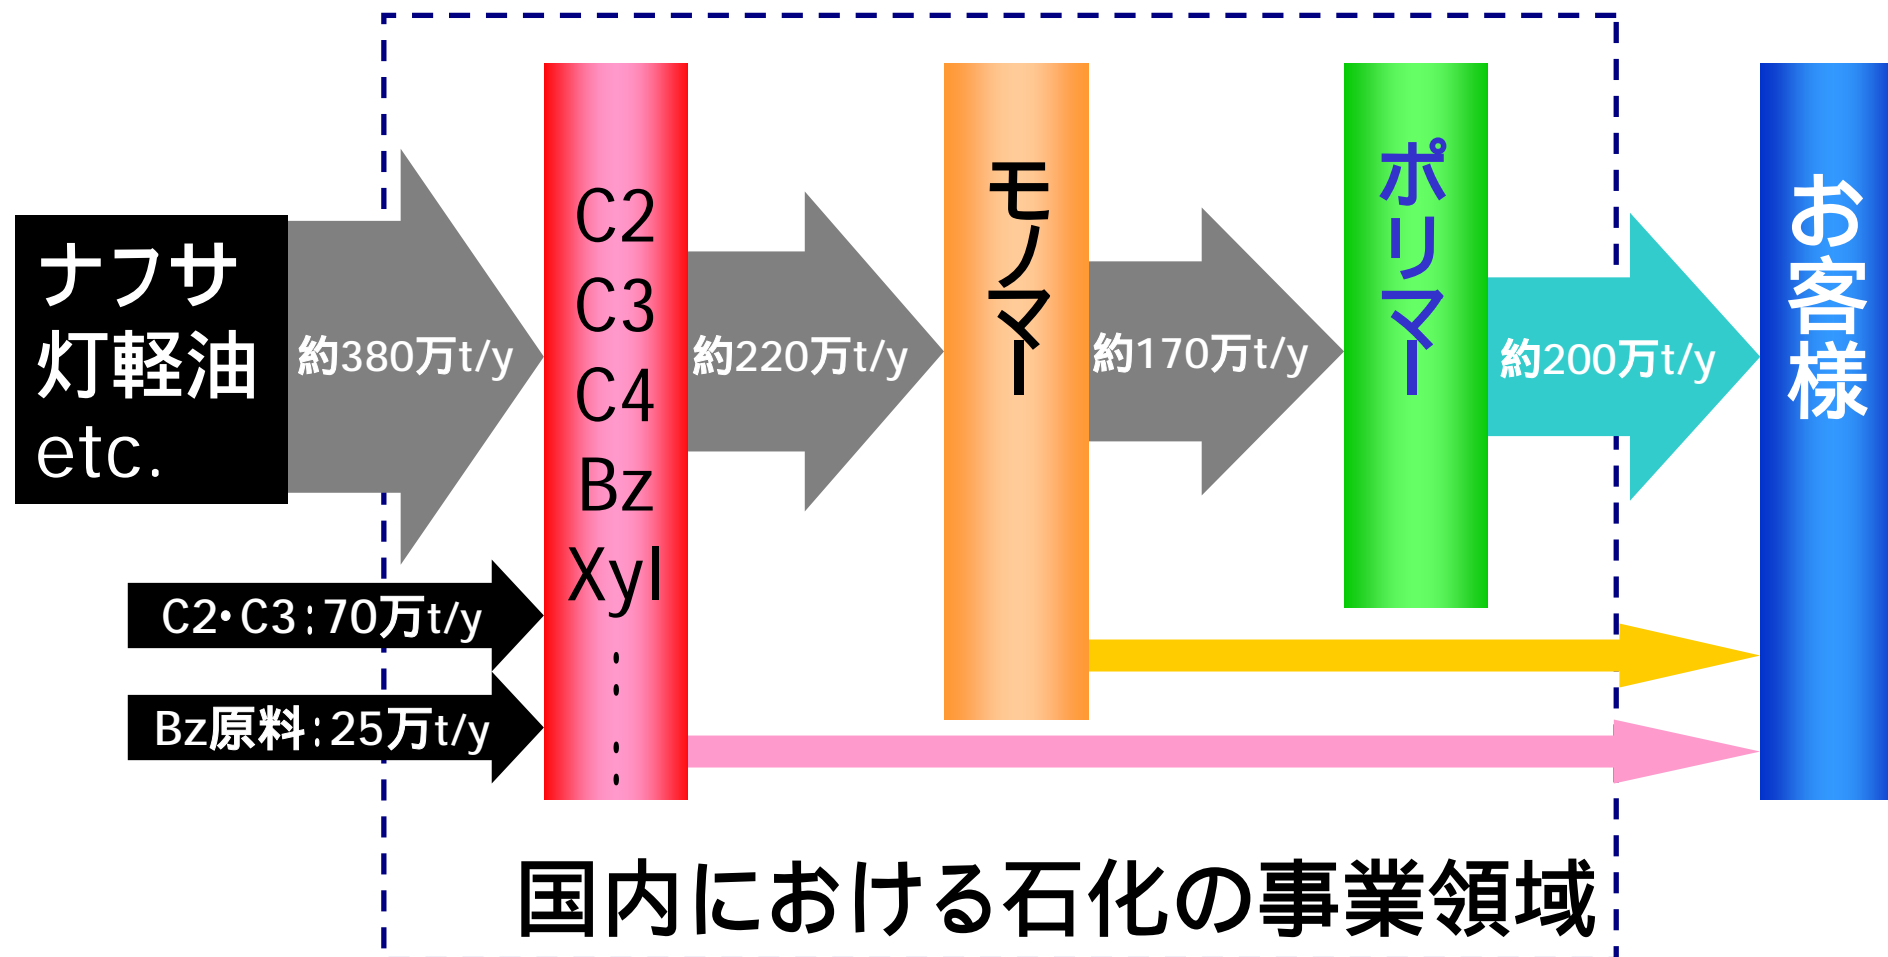 ナフサ
灯軽油
etc.
約380万t/y
C2・C3：70万t/y
Bz原料：25万t/y
C2
C3
C4
Bz
Xyl
：
：
約220万t/y
モノマー
約170万t/y
ポリマー
約200万t/y
お客様
国内における石化の事業領域